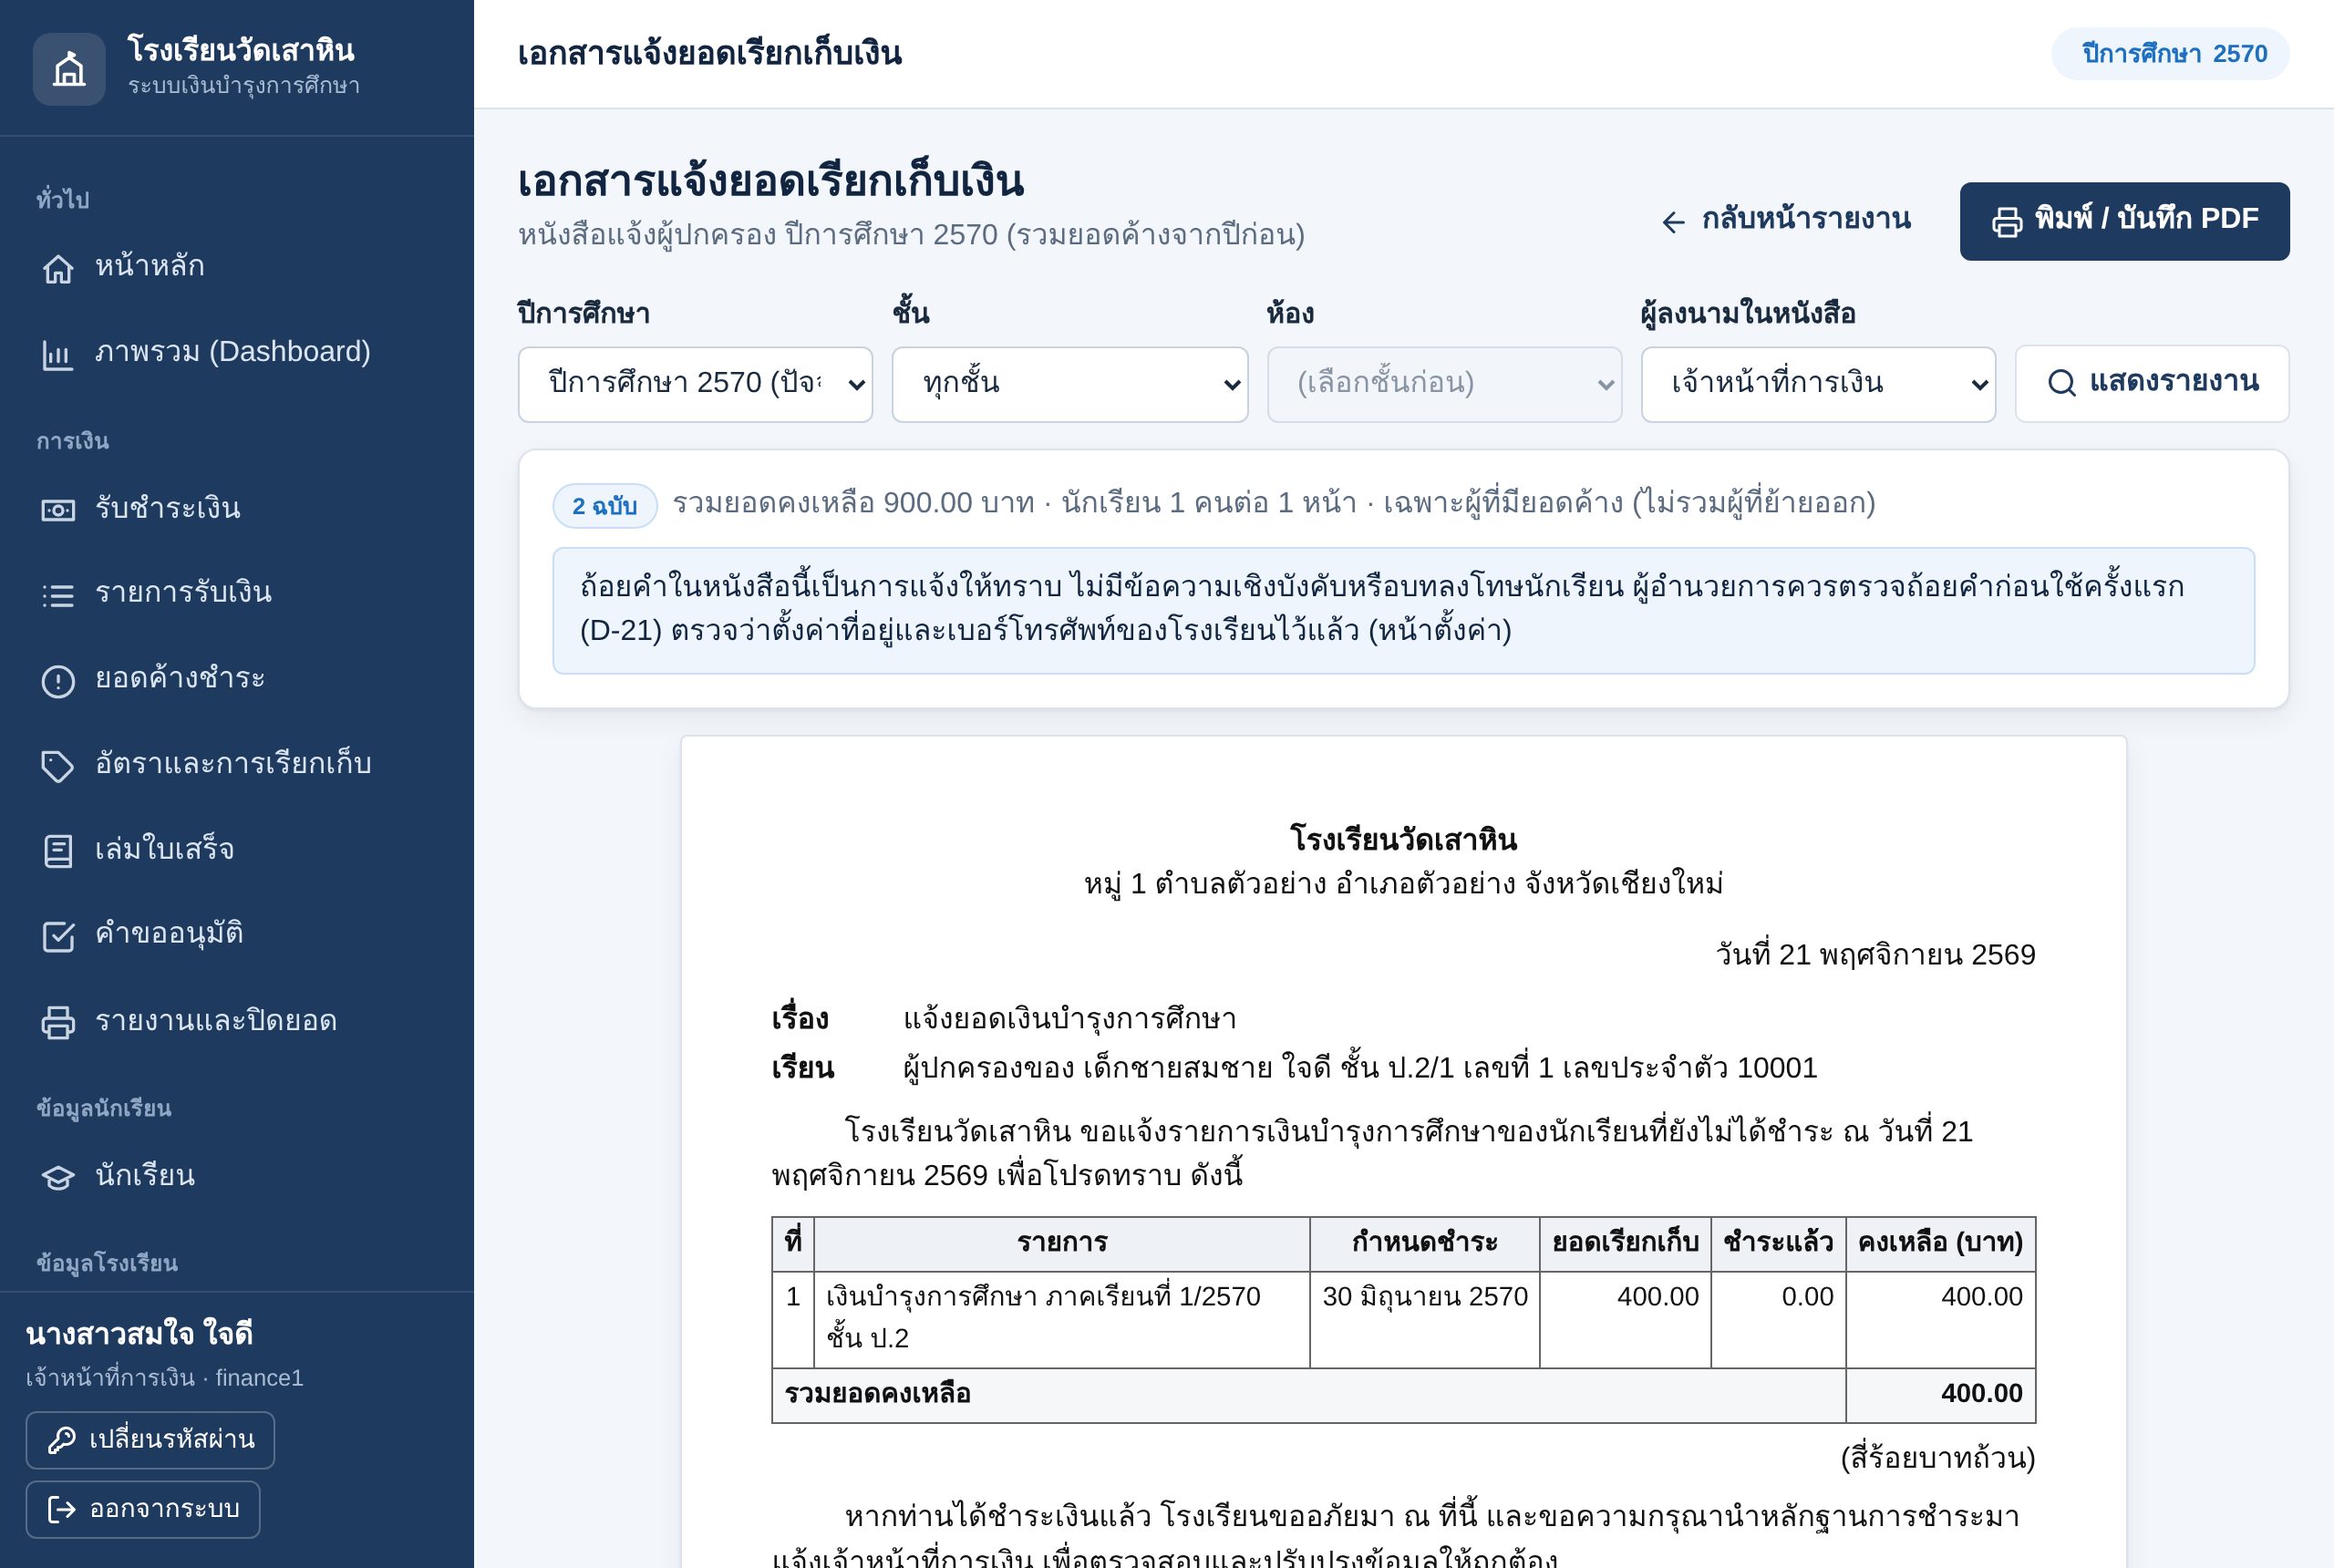 โรงเรียนวัดเสาหิน
ระบบเงินบำรุงการศึกษา
ทั่วไป
หน้าหลัก
ภาพรวม (Dashboard)
การเงิน
รับชำระเงิน
รายการรับเงิน
ยอดค้างชำระ
อัตราและการเรียกเก็บ
เล่มใบเสร็จ
คำขออนุมัติ
รายงานและปิดยอด
ข้อมูลนักเรียน
นักเรียน
ข้อมูลโรงเรียน
นางสาวสมใจ ใจดี
เจ้าหน้าที่การเงิน · finance1
เปลี่ยนรหัสผ่าน
ออกจากระบบ
เอกสารแจ้งยอดเรียกเก็บเงิน
ปีการศึกษา 2570
เอกสารแจ้งยอดเรียกเก็บเงิน
หนังสือแจ้งผู้ปกครอง ปีการศึกษา 2570 (รวมยอดค้างจากปีก่อน)
กลับหน้ารายงาน
พิมพ์ / บันทึก PDF
ปีการศึกษา ชั้น ห้อง ผู้ลงนามในหนังสือ
ปีการศึกษา 2570 (ปัจ ทุกชั้น (เลือกชั้นก่อน) เจ้าหน้าที่การเงิน แสดงรายงาน
2 ฉบับ รวมยอดคงเหลือ 900.00 บาท · นักเรียน 1 คนต่อ 1 หน้า · เฉพาะผู้ที่มียอดค้าง (ไม่รวมผู้ที่ย้ายออก)
ถ้อยคำในหนังสือนี้เป็นการแจ้งให้ทราบ ไม่มีข้อความเชิงบังคับหรือบทลงโทษนักเรียน ผู้อำนวยการควรตรวจถ้อยคำก่อนใช้ครั้งแรก
(D-21) ตรวจว่าตั้งค่าที่อยู่และเบอร์โทรศัพท์ของโรงเรียนไว้แล้ว (หน้าตั้งค่า)
โรงเรียนวัดเสาหิน
หมู่ 1 ตำบลตัวอย่าง อำเภอตัวอย่าง จังหวัดเชียงใหม่
วันที่ 21 พฤศจิกายน 2569
เรื่อง แจ้งยอดเงินบำรุงการศึกษา
เรียน ผู้ปกครองของ เด็กชายสมชาย ใจดี ชั้น ป.2/1 เลขที่ 1 เลขประจำตัว 10001
โรงเรียนวัดเสาหิน ขอแจ้งรายการเงินบำรุงการศึกษาของนักเรียนที่ยังไม่ได้ชำระ ณ วันที่ 21
พฤศจิกายน 2569 เพื่อโปรดทราบ ดังนี้
ที่ รายการ กำหนดชำระ ยอดเรียกเก็บ ชำระแล้ว คงเหลือ (บาท)
1 เงินบำรุงการศึกษา ภาคเรียนที่ 1/2570 30 มิถุนายน 2570 400.00 0.00 400.00
ชั้น ป.2
รวมยอดคงเหลือ 400.00
(สี่ร้อยบาทถ้วน)
หากท่านได้ชำระเงินแล้ว โรงเรียนขออภัยมา ณ ที่นี้ และขอความกรุณานำหลักฐานการชำระมา
แจ้งเจ้าหน้าที่การเงิน เพื่อตรวจสอบและปรับปรุงข้อมูลให้ถูกต้อง